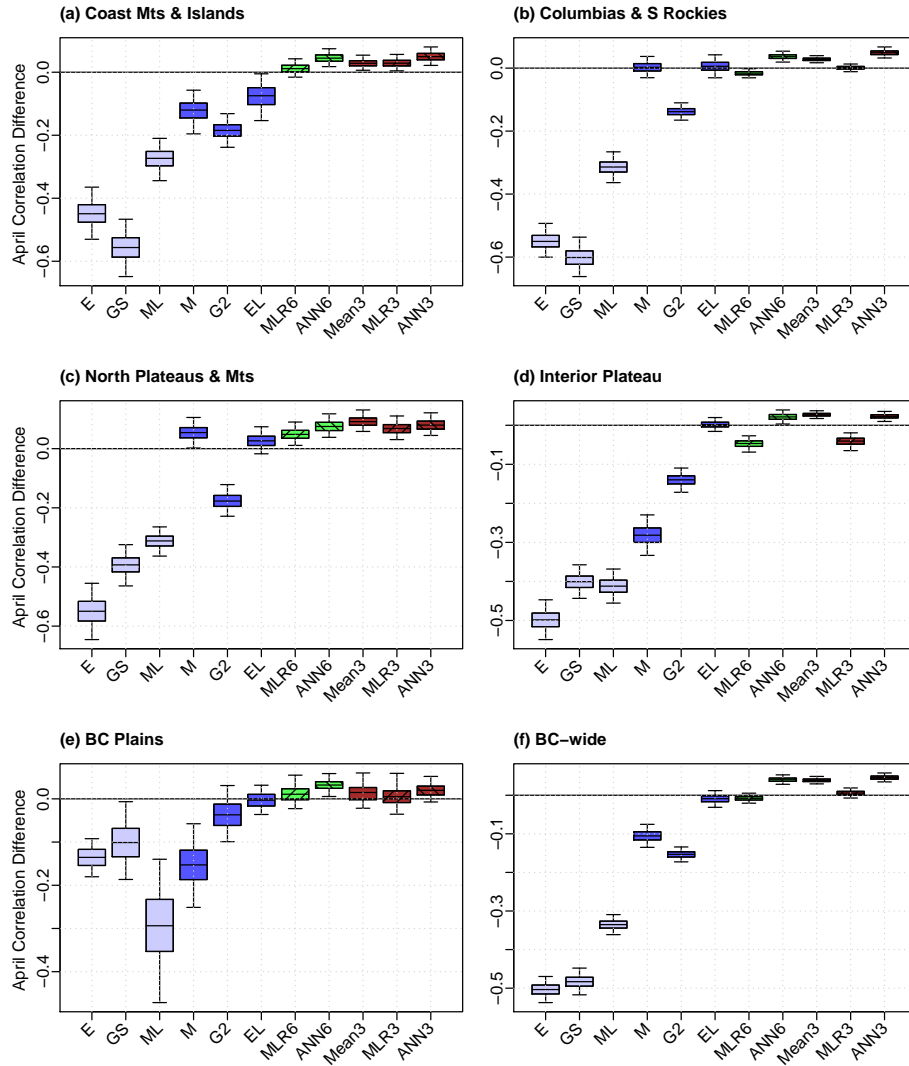 (a) Coast Mts & Islands
April Correlation Difference
0.0
−0.2
−0.4
−0.6
E GS ML M G2 EL MLR6 ANN6 Mean3 MLR3 ANN3
(b) Columbias & S Rockies
0.0
−0.2
−0.4
−0.6
E GS ML M G2 EL MLR6 ANN6 Mean3 MLR3 ANN3
(c) North Plateaus & Mts
April Correlation Difference
0.0
−0.2
−0.4
−0.6
E GS ML M G2 EL MLR6 ANN6 Mean3 MLR3 ANN3
(d) Interior Plateau
−0.1
−0.3
−0.5
E GS ML M G2 EL MLR6 ANN6 Mean3 MLR3 ANN3
(e) BC Plains
April Correlation Difference
0.0
−0.2
−0.4
E GS ML M G2 EL MLR6 ANN6 Mean3 MLR3 ANN3
(f) BC−wide
−0.1
−0.3
−0.5
E GS ML M G2 EL MLR6 ANN6 Mean3 MLR3 ANN3